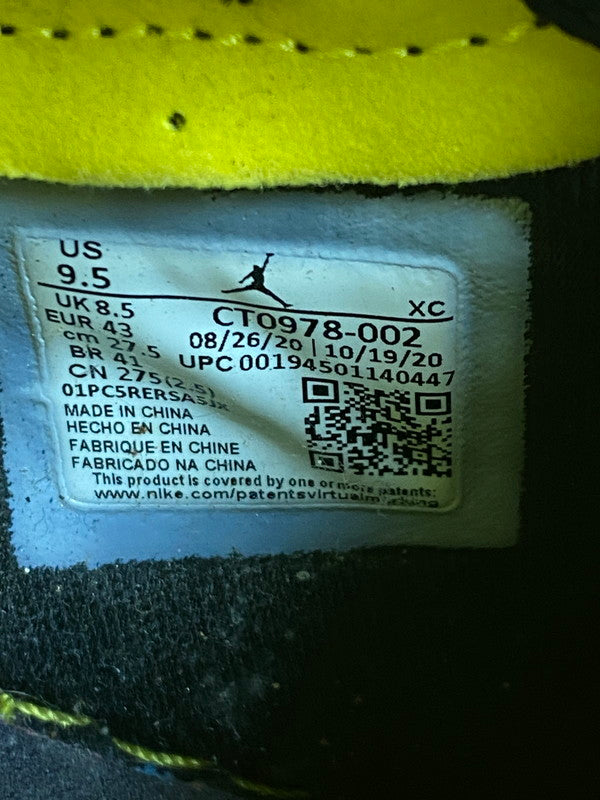 US
9.5
XC
UK 8.5
CT0978-002
EUR 43
08/26/20 | 10/19/20
cm 27.5
UPC 00194501140447
BR 41
CN 275(2.5)
MADE IN CHINA
HECHO EN CHINA
FABRIQUE EN CHINE
FABRICADO NA CHINA
This product is covered by one or more patents:
www.nike.com/patentsvirtualmarking